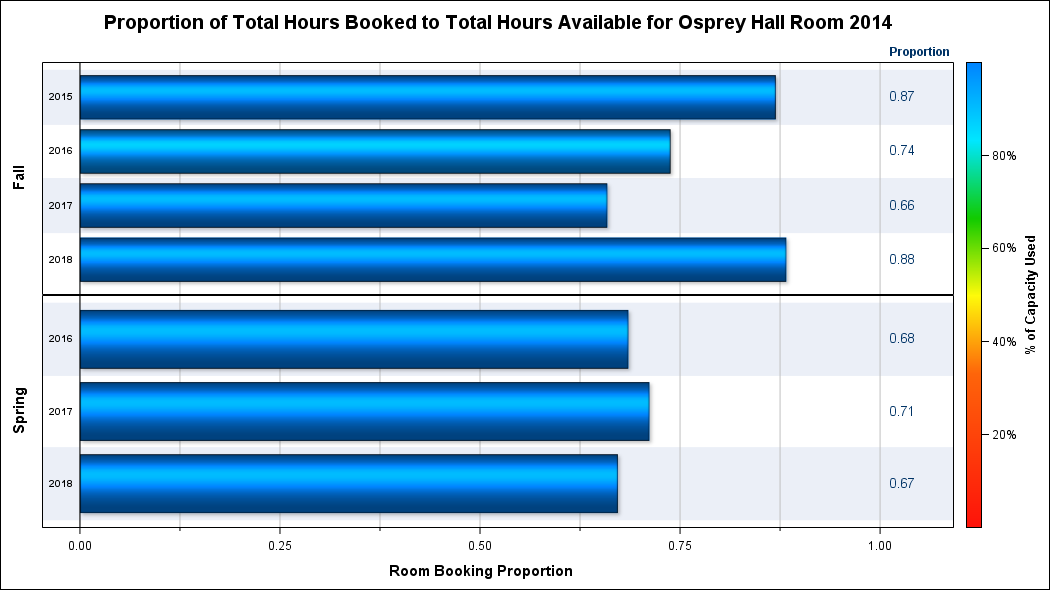 Proportion of Total Hours Booked to Total Hours Available for Osprey Hall Room 2014
Proportion
Fall
2015 0.87
2016 0.74
2017 0.66
2018 0.88
Spring
2016 0.68
2017 0.71
2018 0.67
0.00 0.25 0.50 0.75 1.00
Room Booking Proportion
80%
60%
40%
20%
% of Capacity Used